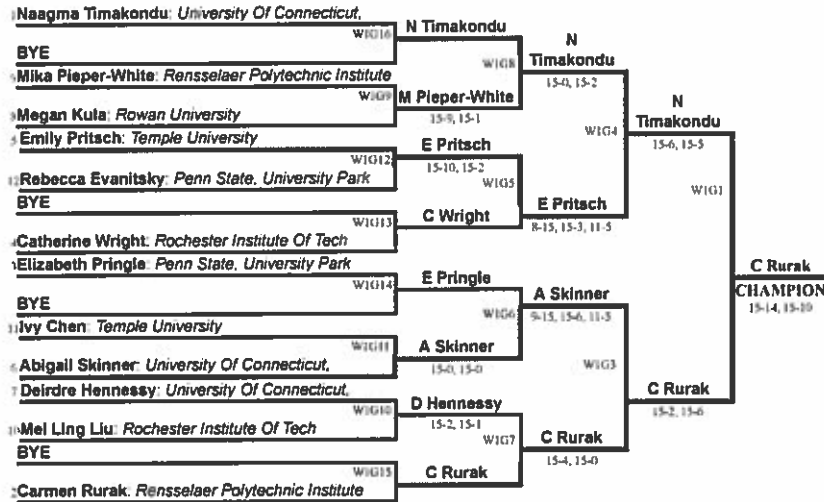 Naagma Timakondu: University Of Connecticut,
WIG16
N Timakondu
BYE
WIG8
N
Timakondu
15-0, 15-2
Mika Pieper-White: Rensselaer Polytechnic Institute
WIG9
M Pieper-White
15-9, 15-1
Megan Kula: Rowan University
WIG4
N
Timakondu
15-6, 15-5
5 Emily Pritsch: Temple University
WIG12
E Pritsch
15-10, 15-2
12 Rebecca Evanitsky: Penn State, University Park
WIG5
E Pritsch
8-15, 15-3, 11-5
BYE
WIG13
C Wright
Catherine Wright: Rochester Institute Of Tech
WIG1
C Rurak
CHAMPION
15-14, 15-10
Elizabeth Pringle: Penn State, University Park
WIG14
E Pringle
BYE
WIG6
A Skinner
9-15, 15-6, 11-3
11 Ivy Chen: Temple University
WIG11
A Skinner
15-0, 15-0
6 Abigail Skinner: University Of Connecticut,
WIG3
C Rurak
15-2, 15-6
7 Deirdre Hennessy: University Of Connecticut,
WIG10
D Hennessy
15-2, 15-1
10 Mei Ling Liu: Rochester Institute Of Tech
WIG7
C Rurak
15-4, 15-0
BYE
WIG15
C Rurak
2 Carmen Rurak: Rensselaer Polytechnic Institute